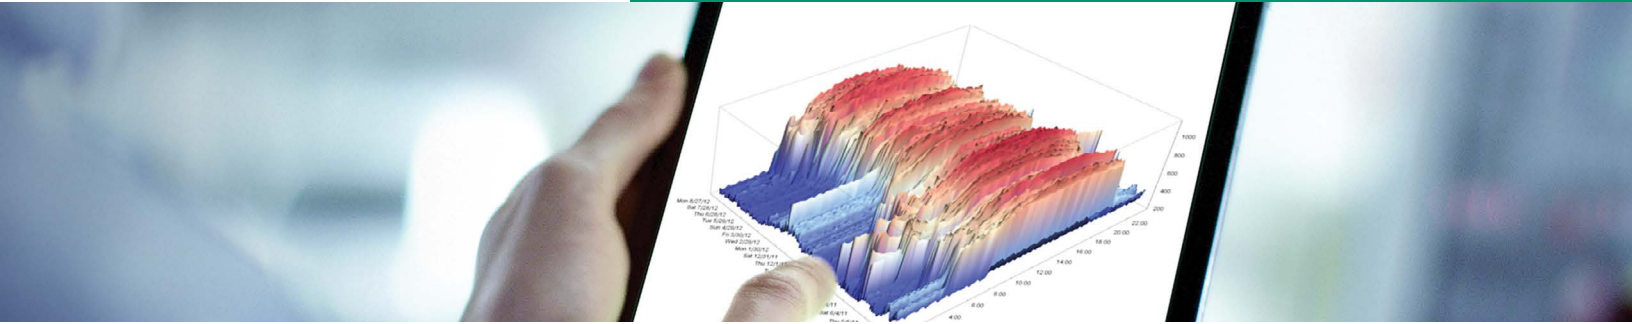 1000
800
600
400
200
22:00
20:00
18:00
16:00
14:00
12:00
10:00
8:00
6:00
4:00
Mon 8/27/12
Sat 7/28/12
Thu 6/28/12
Tue 5/29/12
Sun 4/29/12
Fri 3/30/12
Wed 2/29/12
Mon 1/30/12
Sat 12/31/11
Thu 12/1
Sat 6/4/11